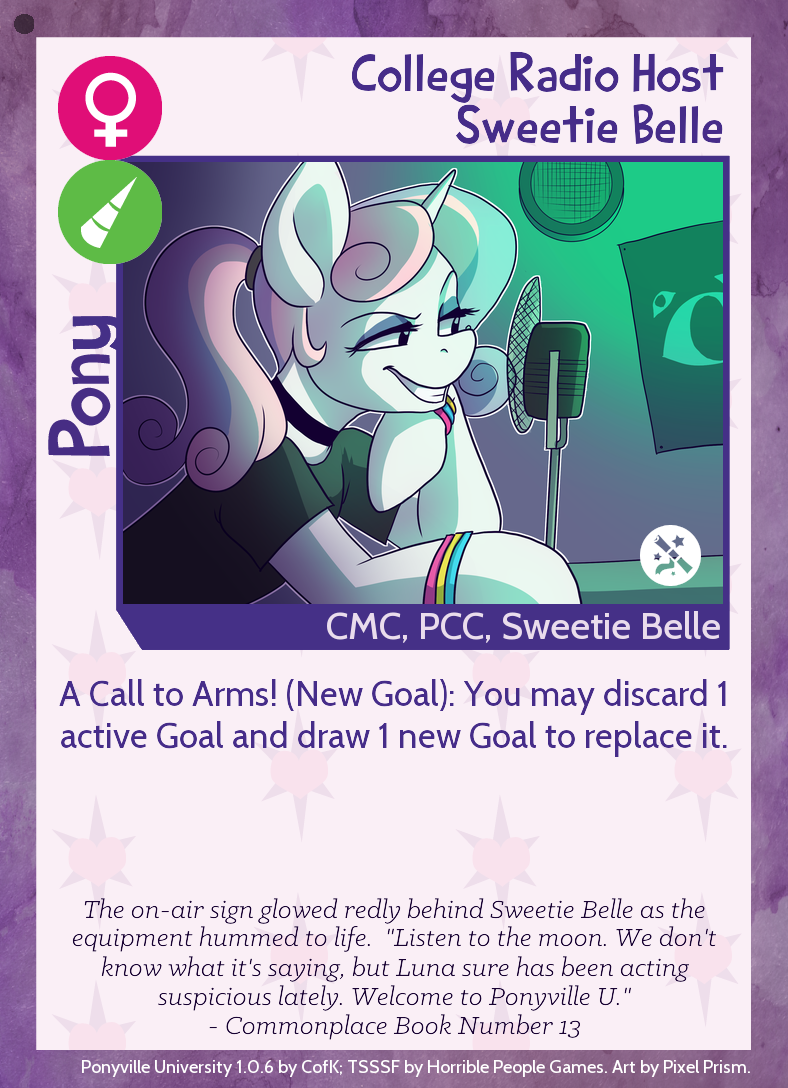 College Radio Host
Sweetie Belle
Pony
CMC, PCC, Sweetie Belle
A Call to Arms! (New Goal): You may discard 1
active Goal and draw 1 new Goal to replace it.
The on-air sign glowed redly behind Sweetie Belle as the
equipment hummed to life.  "Listen to the moon. We don't
know what it's saying, but Luna sure has been acting
suspicious lately. Welcome to Ponyville U."
- Commonplace Book Number 13
Ponyville University 1.0.6 by CofK; TSSSF by Horrible People Games. Art by Pixel Prism.